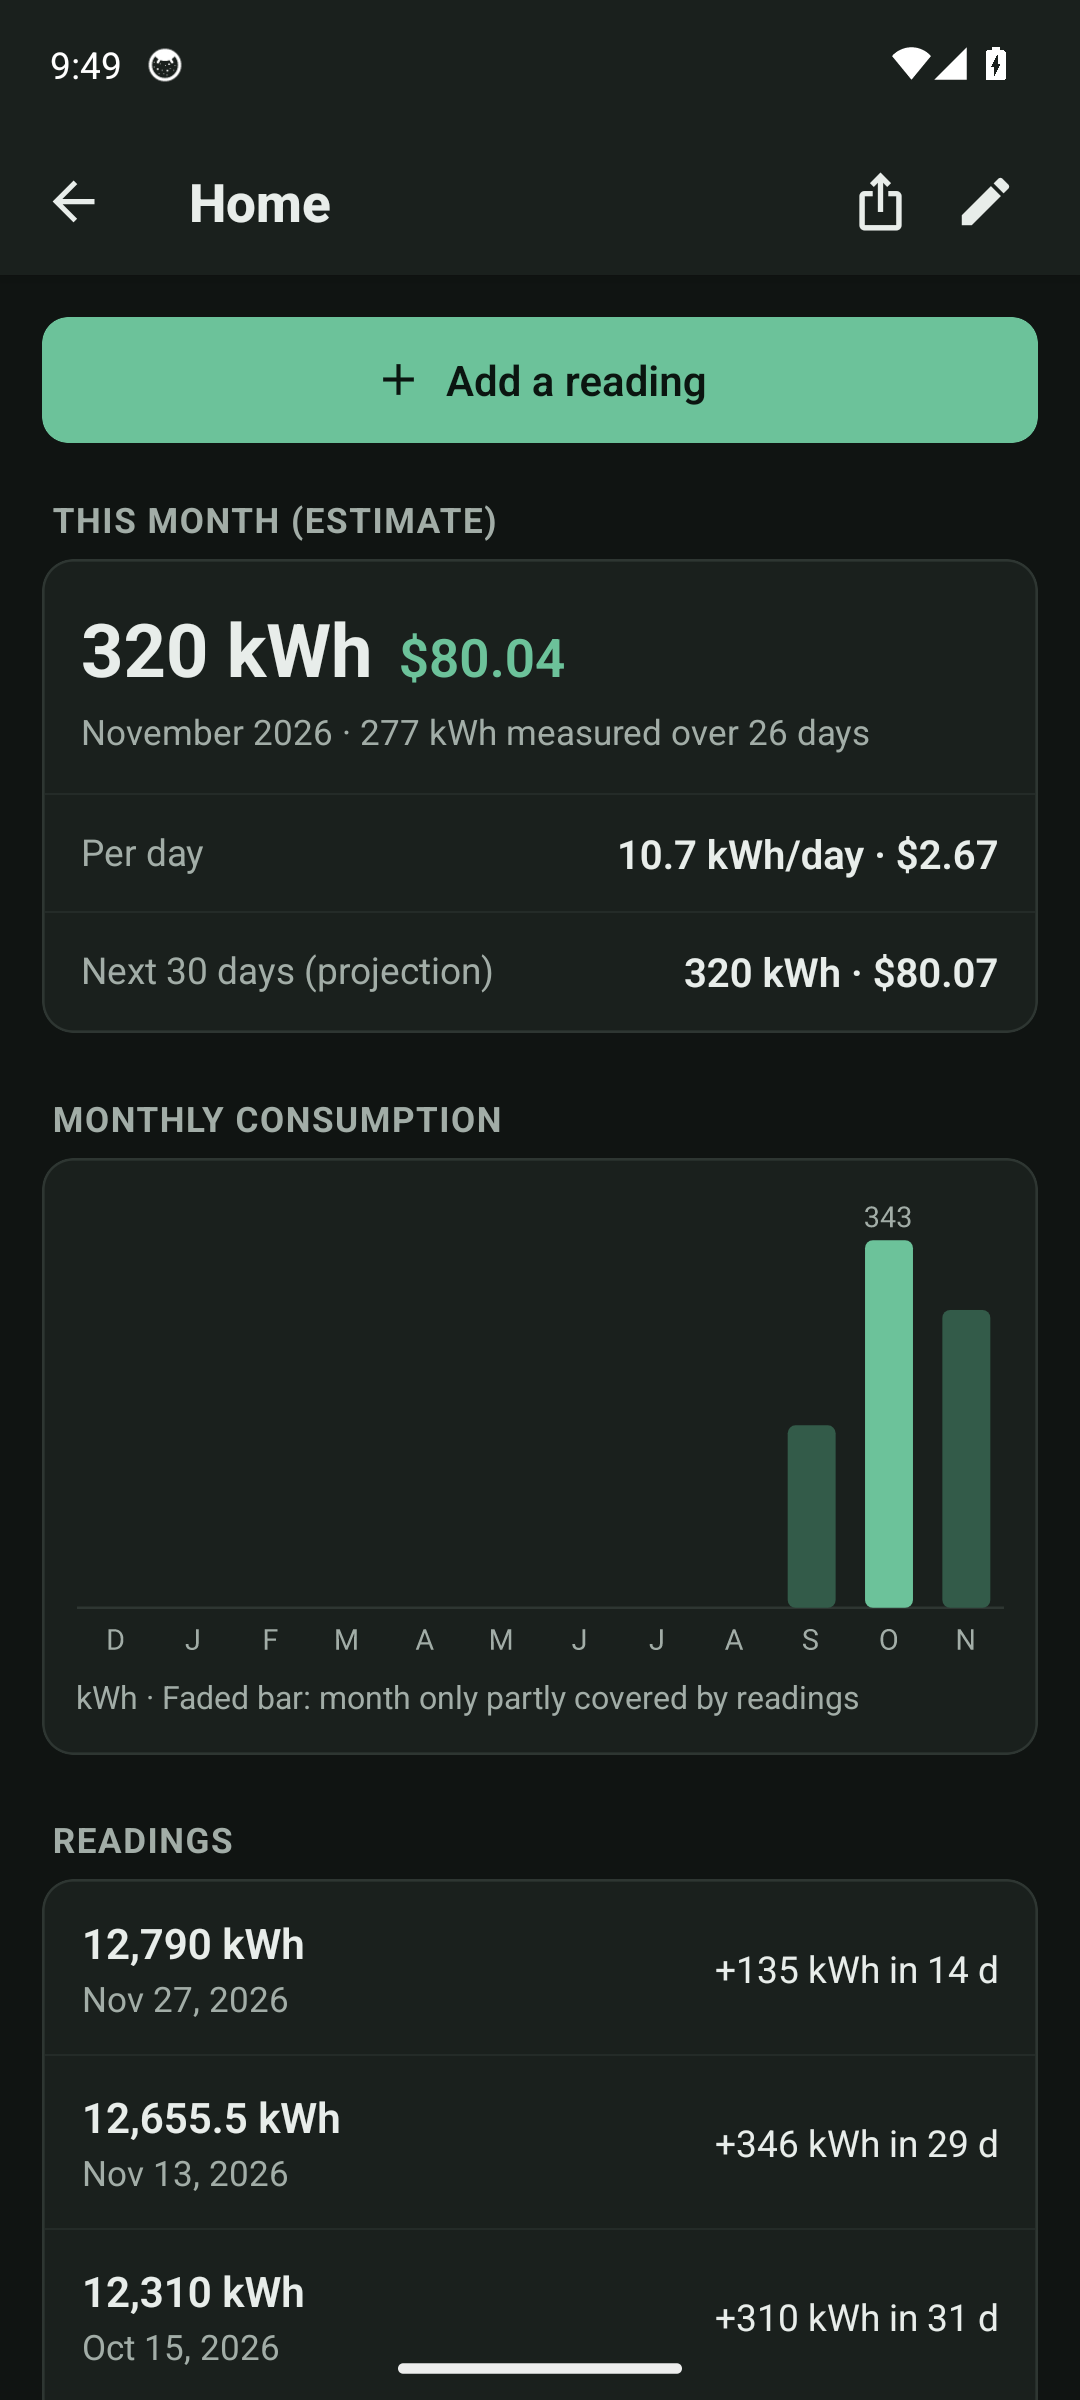 9:49
Home
Add a reading
THIS MONTH (ESTIMATE)
320 kWh $80.04
November 2026 · 277 kWh measured over 26 days
Per day 10.7 kWh/day · $2.67
Next 30 days (projection) 320 kWh · $80.07
MONTHLY CONSUMPTION
343
D J F M A M J J A S O N
kWh · Faded bar: month only partly covered by readings
READINGS
12,790 kWh
Nov 27, 2026
+135 kWh in 14 d
12,655.5 kWh
Nov 13, 2026
+346 kWh in 29 d
12,310 kWh
Oct 15, 2026
+310 kWh in 31 d